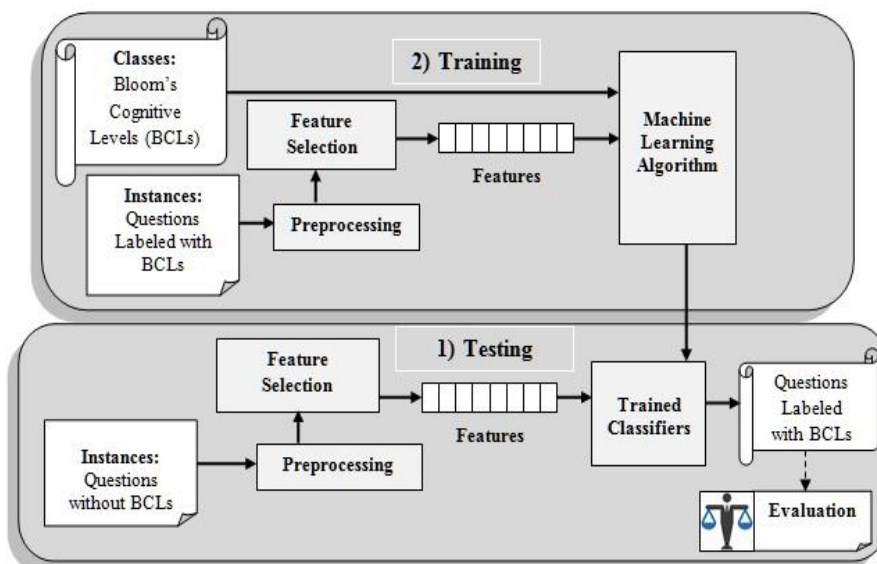 Classes:
Bloom's
Cognitive
Levels (BCLs)
2) Training
Feature
Selection
Features
Machine
Learning
Algorithm
Instances:
Questions
Labeled with
BCLs
Preprocessing
1) Testing
Feature
Selection
Features
Trained
Classifiers
Questions
Labeled
with BCLs
Instances:
Questions
without BCLs
Preprocessing
Evaluation